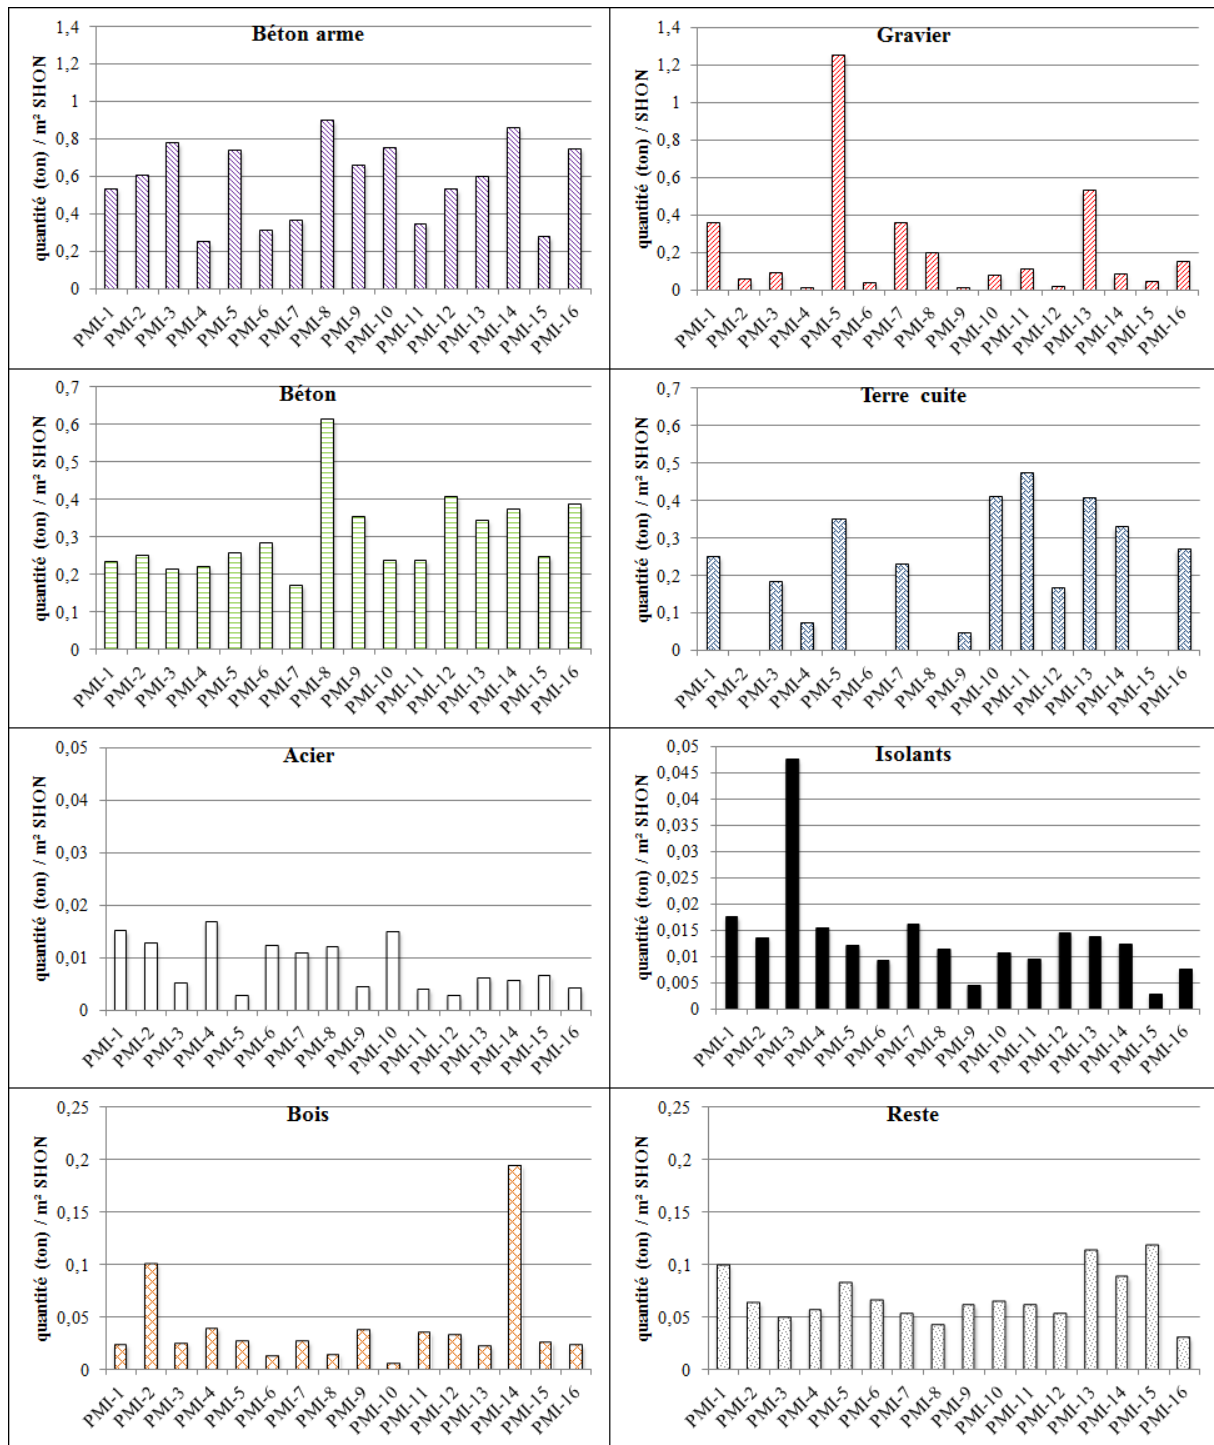 Béton arme
quantité (ton) / m² SHON
1,4
1,2
1
0,8
0,6
0,4
0,2
0
PMI-1 PMI-2 PMI-3 PMI-4 PMI-5 PMI-6 PMI-7 PMI-8 PMI-9 PMI-10 PMI-11 PMI-12 PMI-13 PMI-14 PMI-15 PMI-16
Gravier
quantité (ton) / SHON
1,4
1,2
1
0,8
0,6
0,4
0,2
0
PMI-1 PMI-2 PMI-3 PMI-4 PMI-5 PMI-6 PMI-7 PMI-8 PMI-9 PMI-10 PMI-11 PMI-12 PMI-13 PMI-14 PMI-15 PMI-16
Béton
quantité (ton) / m² SHON
0,7
0,6
0,5
0,4
0,3
0,2
0,1
0
PMI-1 PMI-2 PMI-3 PMI-4 PMI-5 PMI-6 PMI-7 PMI-8 PMI-9 PMI-10 PMI-11 PMI-12 PMI-13 PMI-14 PMI-15 PMI-16
Terre cuite
quantité (ton) / m² SHON
0,7
0,6
0,5
0,4
0,3
0,2
0,1
0
PMI-1 PMI-2 PMI-3 PMI-4 PMI-5 PMI-6 PMI-7 PMI-8 PMI-9 PMI-10 PMI-11 PMI-12 PMI-13 PMI-14 PMI-15 PMI-16
Acier
quantité (ton) / m² SHON
0,05
0,04
0,03
0,02
0,01
0
PMI-1 PMI-2 PMI-3 PMI-4 PMI-5 PMI-6 PMI-7 PMI-8 PMI-9 PMI-10 PMI-11 PMI-12 PMI-13 PMI-14 PMI-15 PMI-16
Isolants
quantité (ton) / m² SHON
0,05
0,045
0,04
0,035
0,03
0,025
0,02
0,015
0,01
0,005
0
PMI-1 PMI-2 PMI-3 PMI-4 PMI-5 PMI-6 PMI-7 PMI-8 PMI-9 PMI-10 PMI-11 PMI-12 PMI-13 PMI-14 PMI-15 PMI-16
Bois
quantité (ton) / m² SHON
0,25
0,2
0,15
0,1
0,05
0
PMI-1 PMI-2 PMI-3 PMI-4 PMI-5 PMI-6 PMI-7 PMI-8 PMI-9 PMI-10 PMI-11 PMI-12 PMI-13 PMI-14 PMI-15 PMI-16
Reste
quantité (ton) / m² SHON
0,25
0,2
0,15
0,1
0,05
0
PMI-1 PMI-2 PMI-3 PMI-4 PMI-5 PMI-6 PMI-7 PMI-8 PMI-9 PMI-10 PMI-11 PMI-12 PMI-13 PMI-14 PMI-15 PMI-16